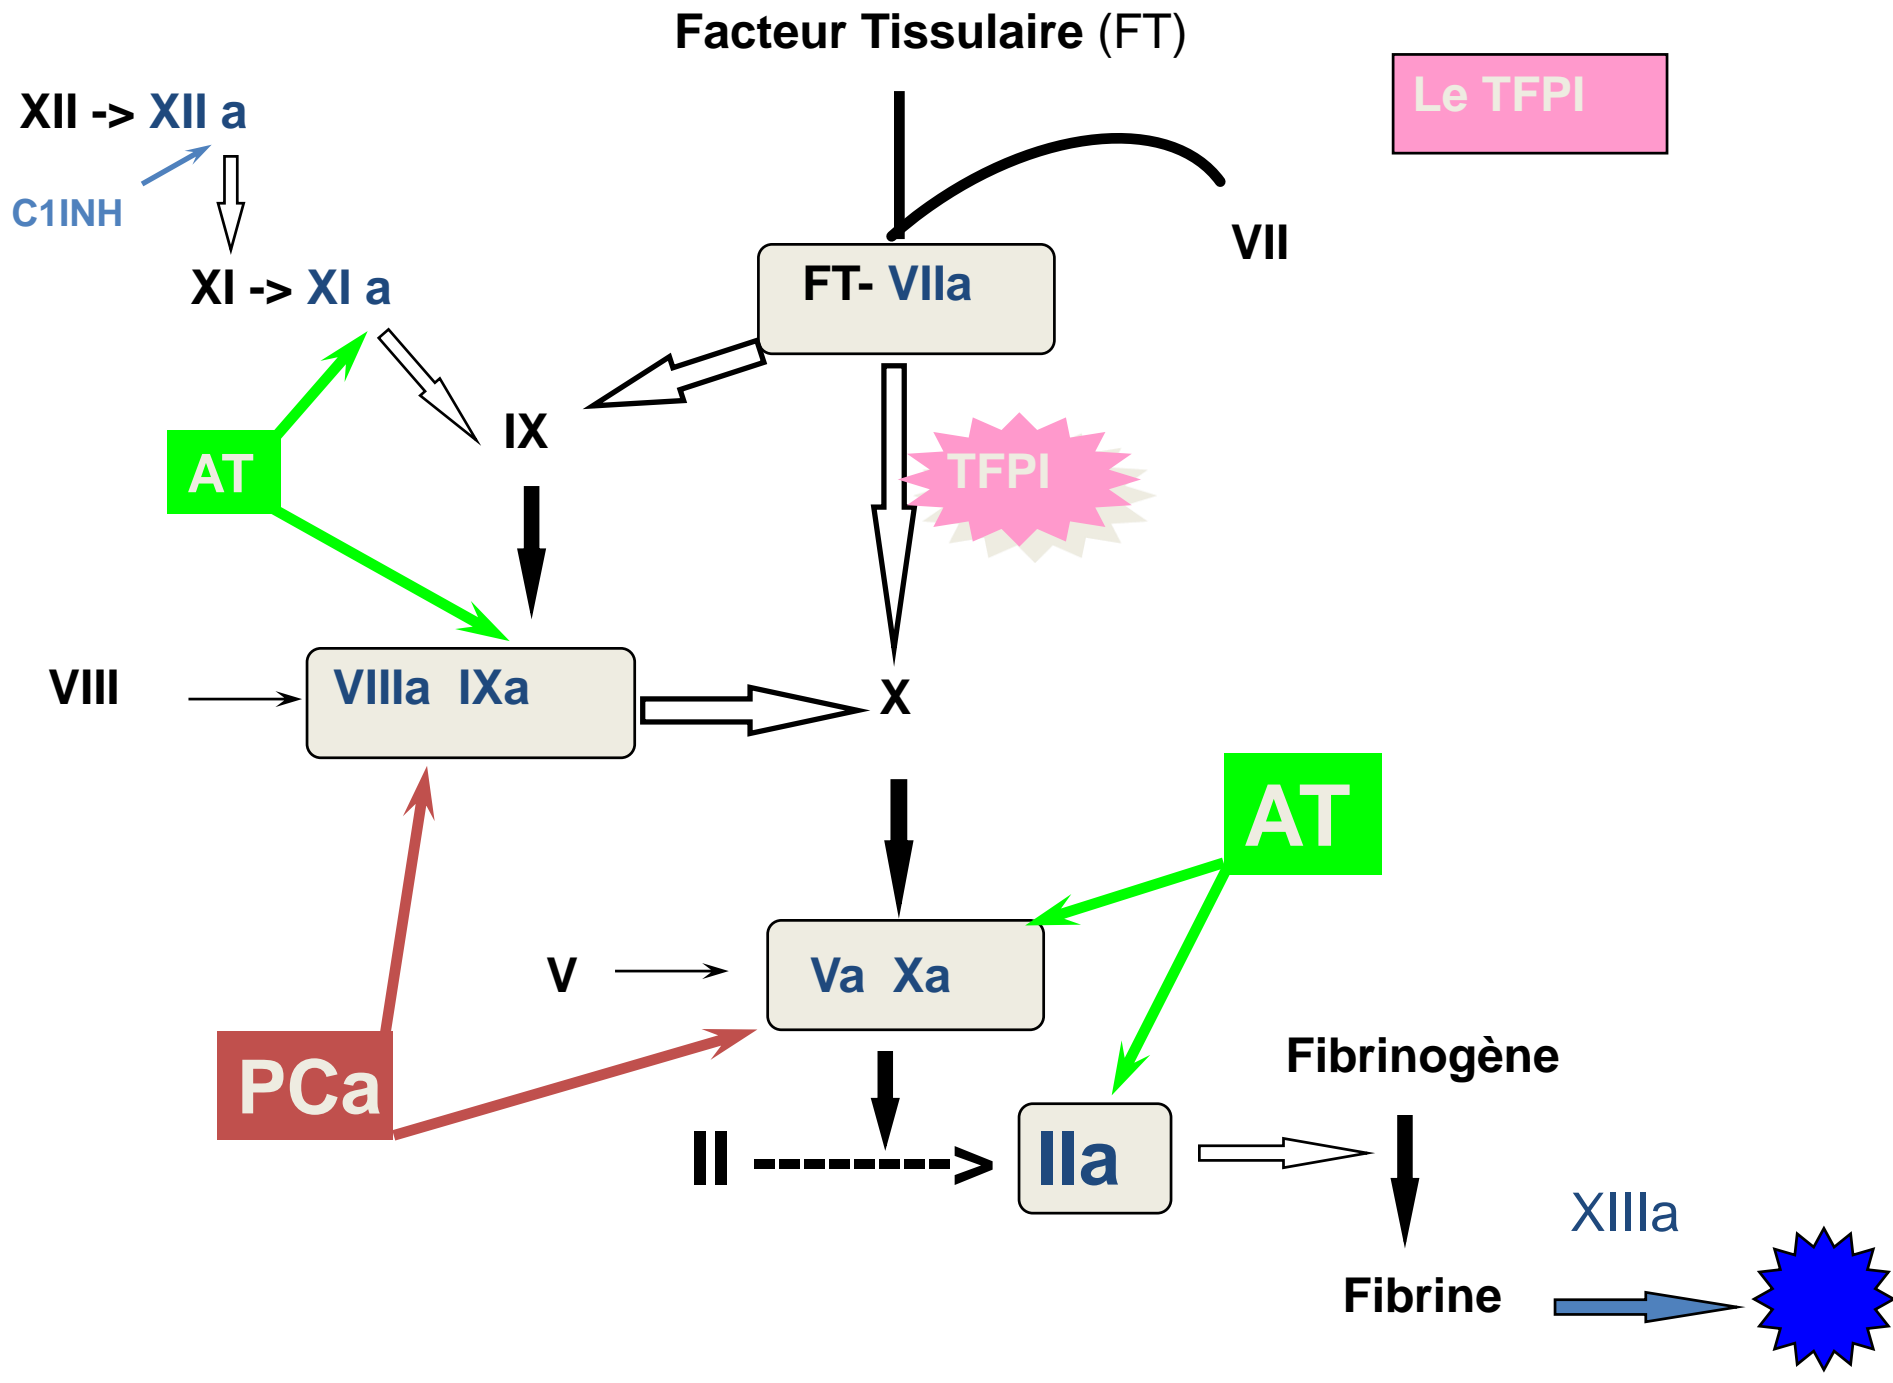 Facteur Tissulaire (FT)
Le TFPI
XII -> XII a
C1INH
VII
XI -> XI a
FT- VIIa
IX
AT
TFPI
VIII
VIIIa IXa
X
AT
V
Va Xa
PCa
Fibrinogène
II --------> IIa
XIIIa
Fibrine